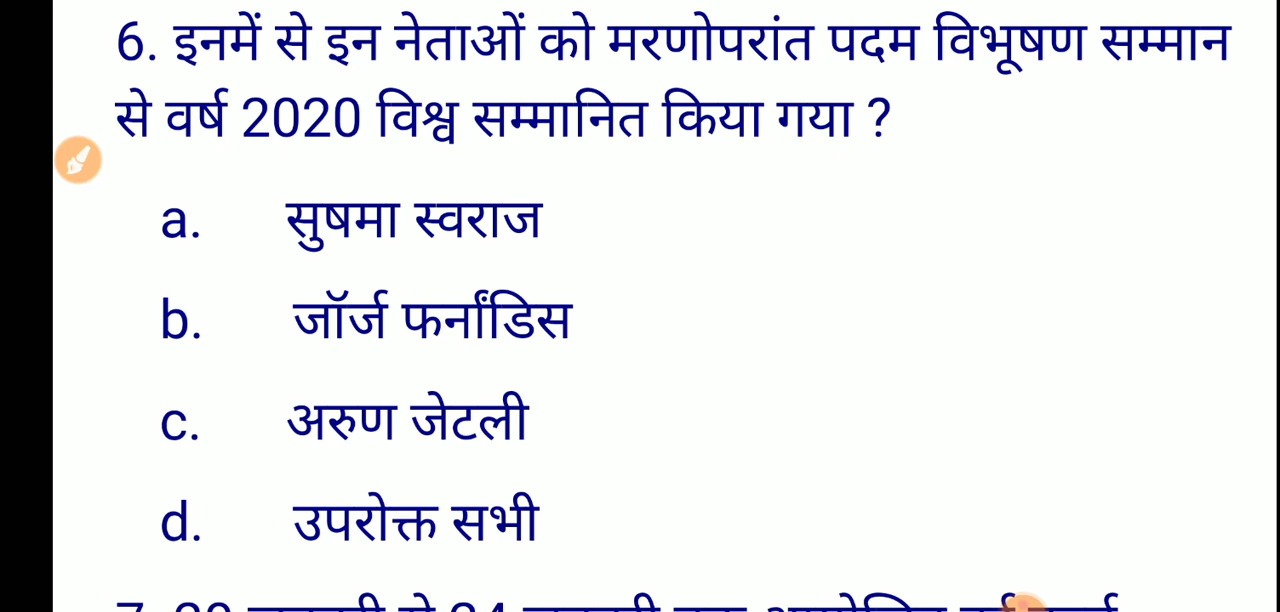 6. इनमें से इन नेताओं को मरणोपरांत पदम विभूषण सम्मान
से वर्ष 2020 विश्व सम्मानित किया गया ?
a. सुषमा स्वराज
b. जॉर्ज फर्नांडिस
c. अरुण जेटली
d. उपरोक्त सभी